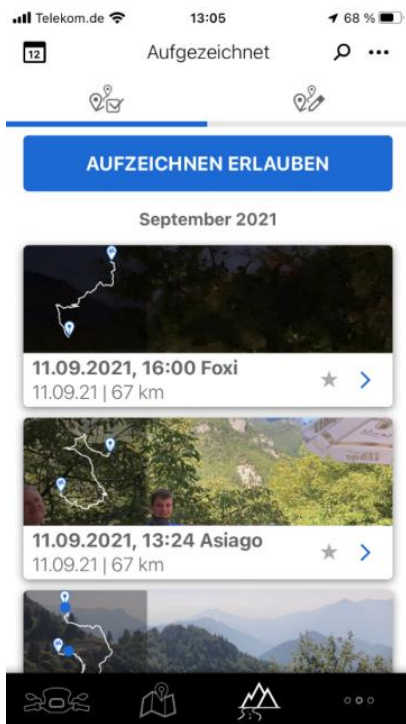 Telekom.de 13:05 68 %
12 Aufgezeichnet
AUFZEICHNEN ERLAUBEN
September 2021
11.09.2021, 16:00 Foxi
11.09.21 | 67 km
11.09.2021, 13:24 Asiago
11.09.21 | 67 km